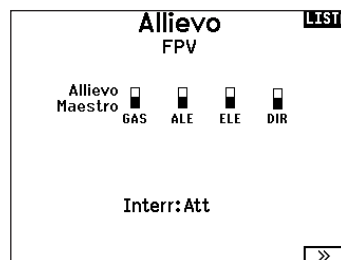 Allievo
LIST
FPV
Allievo
Maestro
GAS ALE ELE DIR
Interr:Att
»